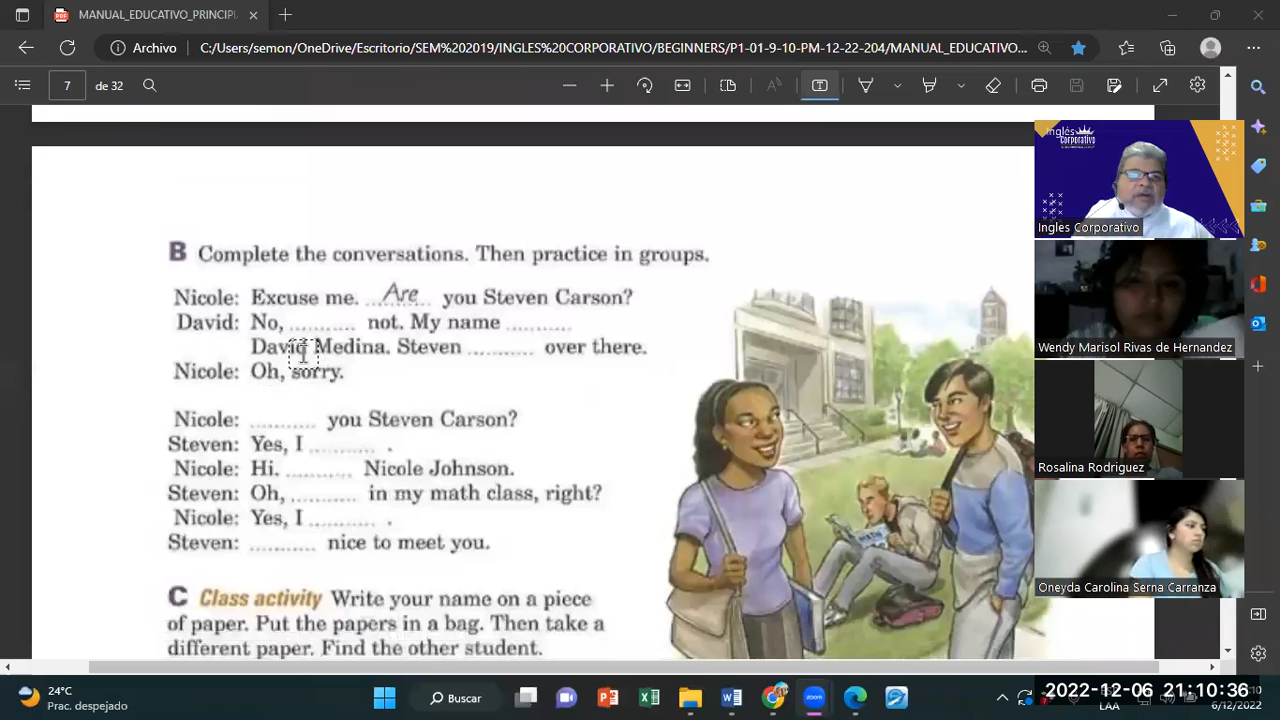 MANUAL_EDUCATIVO_PRINCIPI
Archivo
C:/Users/semon/OneDrive/Escritorio/SEM%202019/INGLES%20CORPORATIVO/BEGINNERS/P1-01-9-10-PM-12-22-204/MANUAL_EDUCATIVO...
7 de 32
B Complete the conversations. Then practice in groups.
Nicole: Excuse me. Are you Steven Carson?
David: No, ............ not. My name ............
David Medina. Steven ............ over there.
Nicole: Oh, sorry.
Nicole: ............ you Steven Carson?
Steven: Yes, I ............ .
Nicole: Hi. ............ Nicole Johnson.
Steven: Oh, ............ in my math class, right?
Nicole: Yes, I ............ .
Steven: ............ nice to meet you.
C Class activity Write your name on a piece
of paper. Put the papers in a bag. Then take a
different paper. Find the other student.
MATH
Inglés
Corporativo
Ingles Corporativo
Wendy Marisol Rivas de Hernandez
Rosalina Rodriguez
Oneyda Carolina Serna Carranza
24°C
Prac. despejado
Buscar
LAA
2022-12-06 21:10:36
6/12/2022